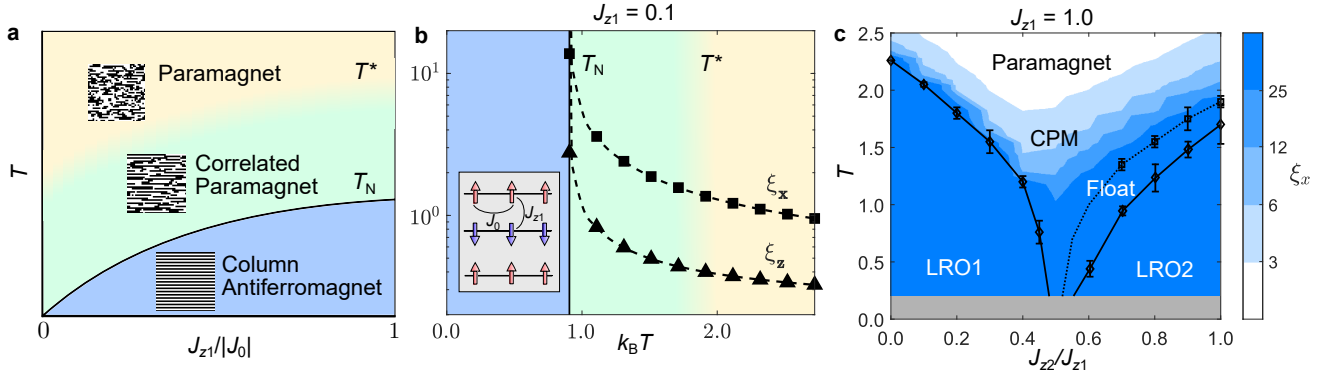 a
Paramagnet
T*
Correlated
Paramagnet
T_N
Column
Antiferromagnet
T
0
1
J_z1/|J_0|
b
J_z1 = 0.1
10^1
10^0
T_N
T*
ξ_x
ξ_z
J_0
J_z1
0.0
1.0
2.0
k_B T
c
J_z1 = 1.0
2.5
2.0
1.5
1.0
0.5
0.0
T
Paramagnet
CPM
Float
LRO1
LRO2
0.0
0.2
0.4
0.6
0.8
1.0
J_z2/J_z1
25
12
6
3
ξ_x